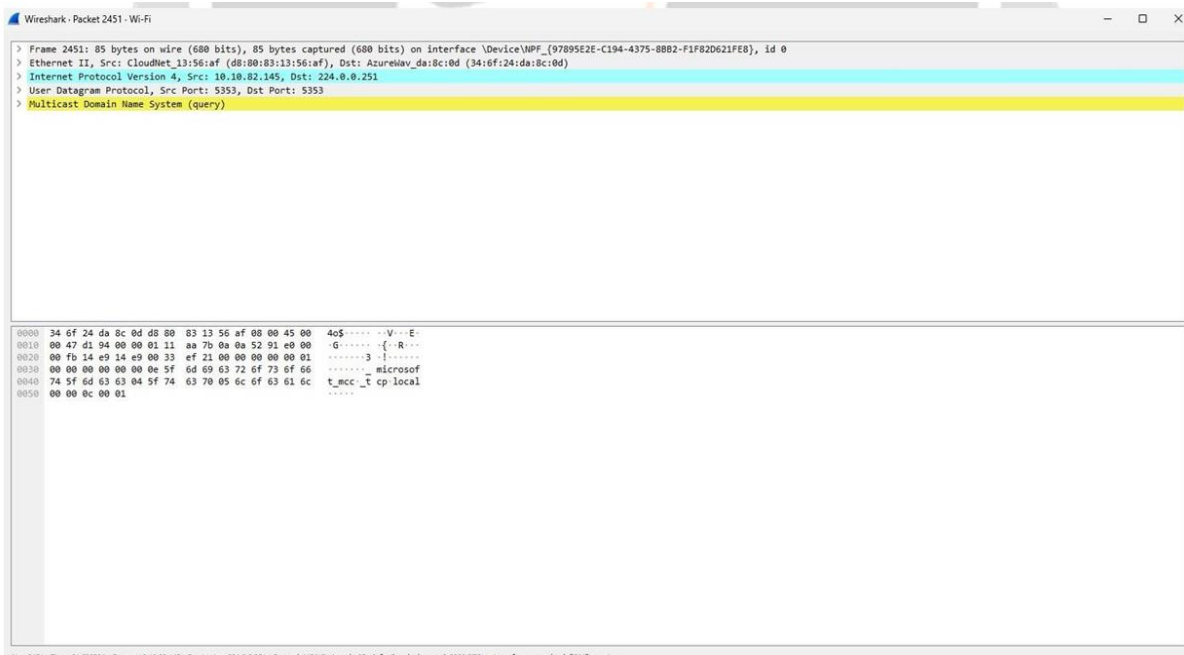 Wireshark · Packet 2451 · Wi-Fi
> Frame 2451: 85 bytes on wire (680 bits), 85 bytes captured (680 bits) on interface \Device\NPF_{97895E2E-C194-4375-8BB2-F1F82D621FE8}, id 0
> Ethernet II, Src: CloudNet_13:56:af (d8:80:83:13:56:af), Dst: AzureWav_da:8c:0d (34:6f:24:da:8c:0d)
> Internet Protocol Version 4, Src: 10.10.82.145, Dst: 224.0.0.251
> User Datagram Protocol, Src Port: 5353, Dst Port: 5353
> Multicast Domain Name System (query)
0000 34 6f 24 da 8c 0d d8 80 83 13 56 af 08 00 45 00 4o$····· ··V···E·
0010 00 47 d1 94 00 00 01 11 aa 7b 0a 0a 52 91 e0 00 ·G······ ·{··R···
0020 00 fb 14 e9 14 e9 00 33 ef 21 00 00 00 00 00 01 ·······3 ·!······
0030 00 00 00 00 00 00 0e 5f 6d 69 63 72 6f 73 6f 66 ·······_ microsof
0040 74 5f 6d 63 63 04 5f 74 63 70 05 6c 6f 63 61 6c t_mcc·_t cp·local
0050 00 00 0c 00 01 ·····